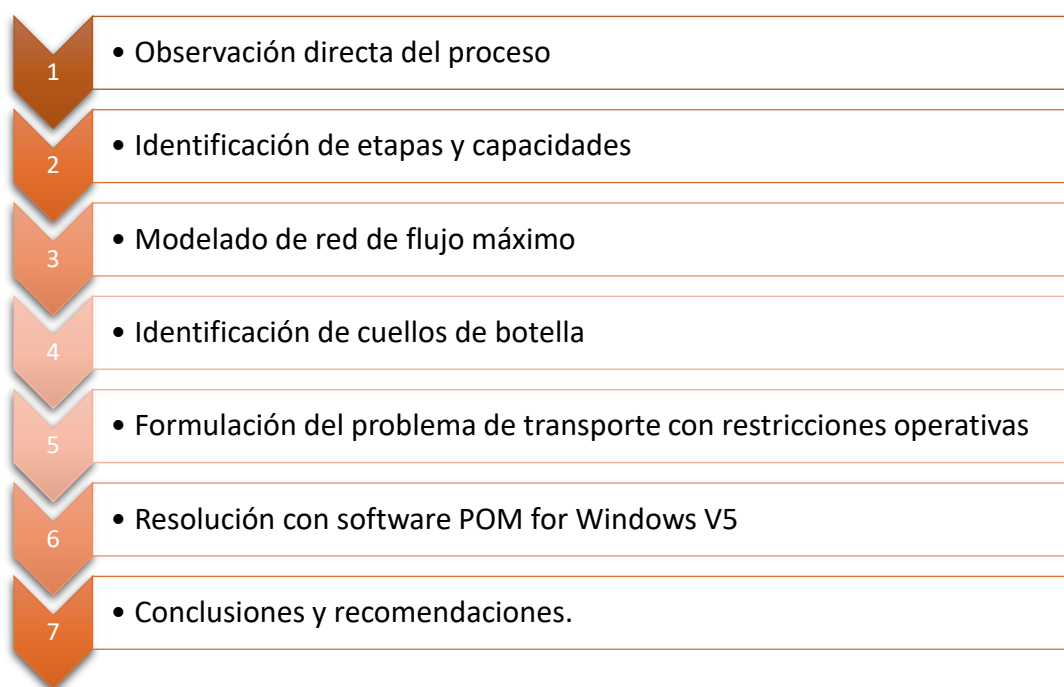 1
• Observación directa del proceso
2
• Identificación de etapas y capacidades
3
• Modelado de red de flujo máximo
4
• Identificación de cuellos de botella
5
• Formulación del problema de transporte con restricciones operativas
6
• Resolución con software POM for Windows V5
7
• Conclusiones y recomendaciones.